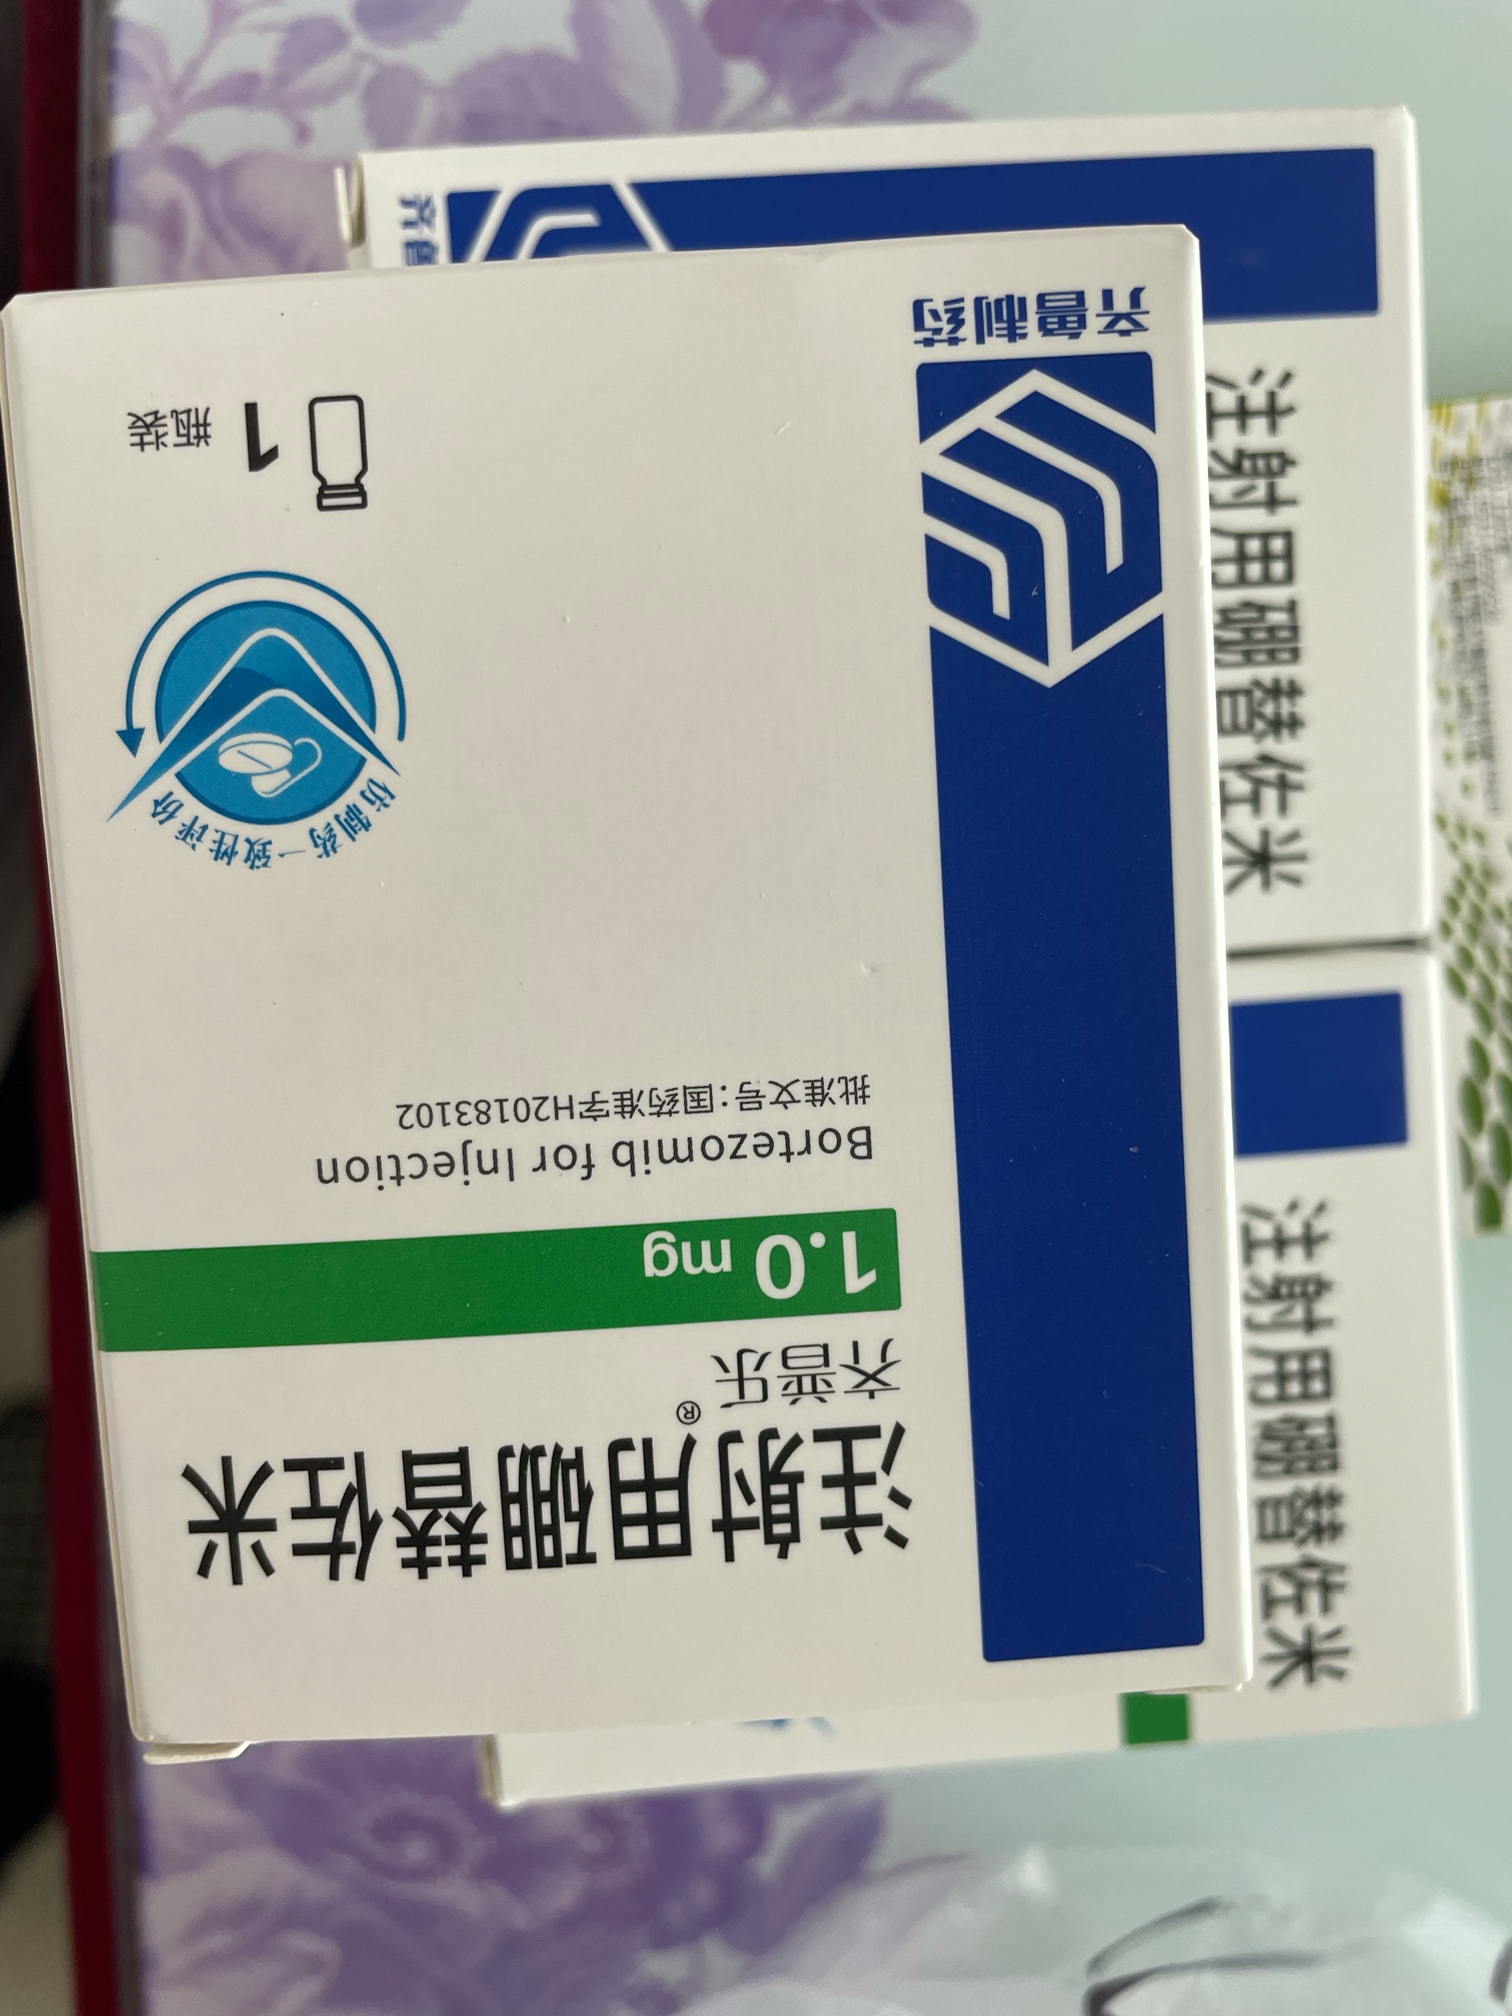 注射用硼替佐米
齐普乐®
1.0 mg
Bortezomib for Injection
批准文号：国药准字H20183102
仿制药一致性评价
1 瓶装
齐鲁制药
齐鲁
注射用硼替佐米
注射用硼替佐米